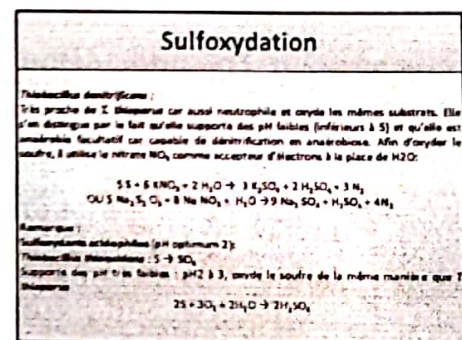 Sulfoxydation
Thiobacillus denitrificans :
Très proche de T. thioparus car aussi neutrophile et oxyde les mêmes substrats. Elle
s'en distingue par le fait qu'elle supporte des pH faibles (inférieurs à 5) et qu'elle est
anaérobie facultatif car capable de dénitrification en anaérobiose. Afin d'oxyder le
soufre, il utilise le nitrate NO₃ comme accepteur d'électrons à la place de H2O:
5 S + 6 KNO₃ + 2 H₂O → 3 K₂SO₄ + 2 H₂SO₄ + 3 N₂
OU 5 Na₂S₂O₃ + 8 Na NO₃ + H₂O → 9 Na₂ SO₄ + H₂SO₄ + 4N₂
Remarque :
Sulfoxydants acidophiles (pH optimum 2):
Thiobacillus thiooxidans : S → SO₄
Supporte des pH très faibles : pH2 à 3, oxyde le soufre de la même manière que T
thioparus
2S + 3O₂ + 2H₂O → 2H₂SO₄